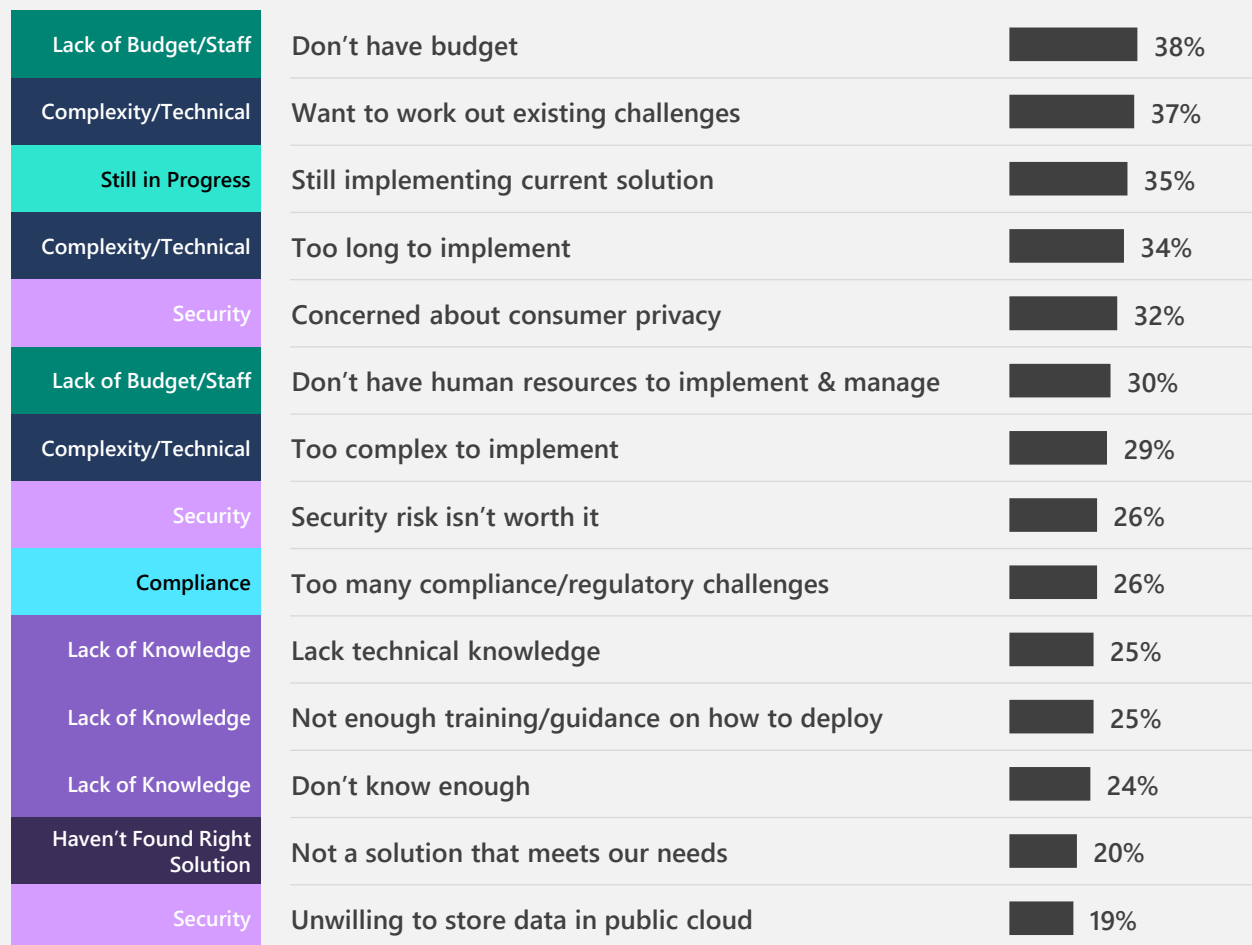 Lack of Budget/Staff Don’t have budget 38%
Complexity/Technical Want to work out existing challenges 37%
Still in Progress Still implementing current solution 35%
Complexity/Technical Too long to implement 34%
Security Concerned about consumer privacy 32%
Lack of Budget/Staff Don’t have human resources to implement & manage 30%
Complexity/Technical Too complex to implement 29%
Security Security risk isn’t worth it 26%
Compliance Too many compliance/regulatory challenges 26%
Lack of Knowledge Lack technical knowledge 25%
Lack of Knowledge Not enough training/guidance on how to deploy 25%
Lack of Knowledge Don’t know enough 24%
Haven’t Found Right
Solution Not a solution that meets our needs 20%
Security Unwilling to store data in public cloud 19%